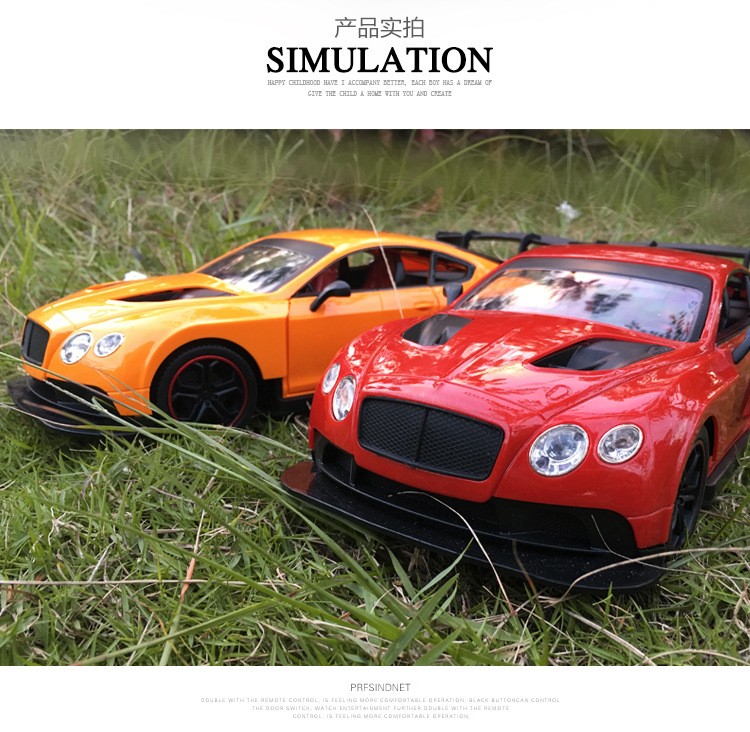 产品实拍
SIMULATION
HAPPY CHILDHOOD HAVE I ACCOMPANY BETTER, EACH BOY HAS A DREAM OF
GIVE THE CHILD A HOME WITH YOU AND CREATE
PRFSINDNET
DOUBLE WITH THE REMOTE CONTROL, IS FEELING MORE COMFORTABLE OPERATION, BLACK BUTTONCAN CONTROL
THE DOOR SWITCH, WATCH ENTERTAINMENT FURTHER DOUBLE WITH THE REMOTE
CONTROL, IS FEELING MORE COMFORTABLE OPERATION,